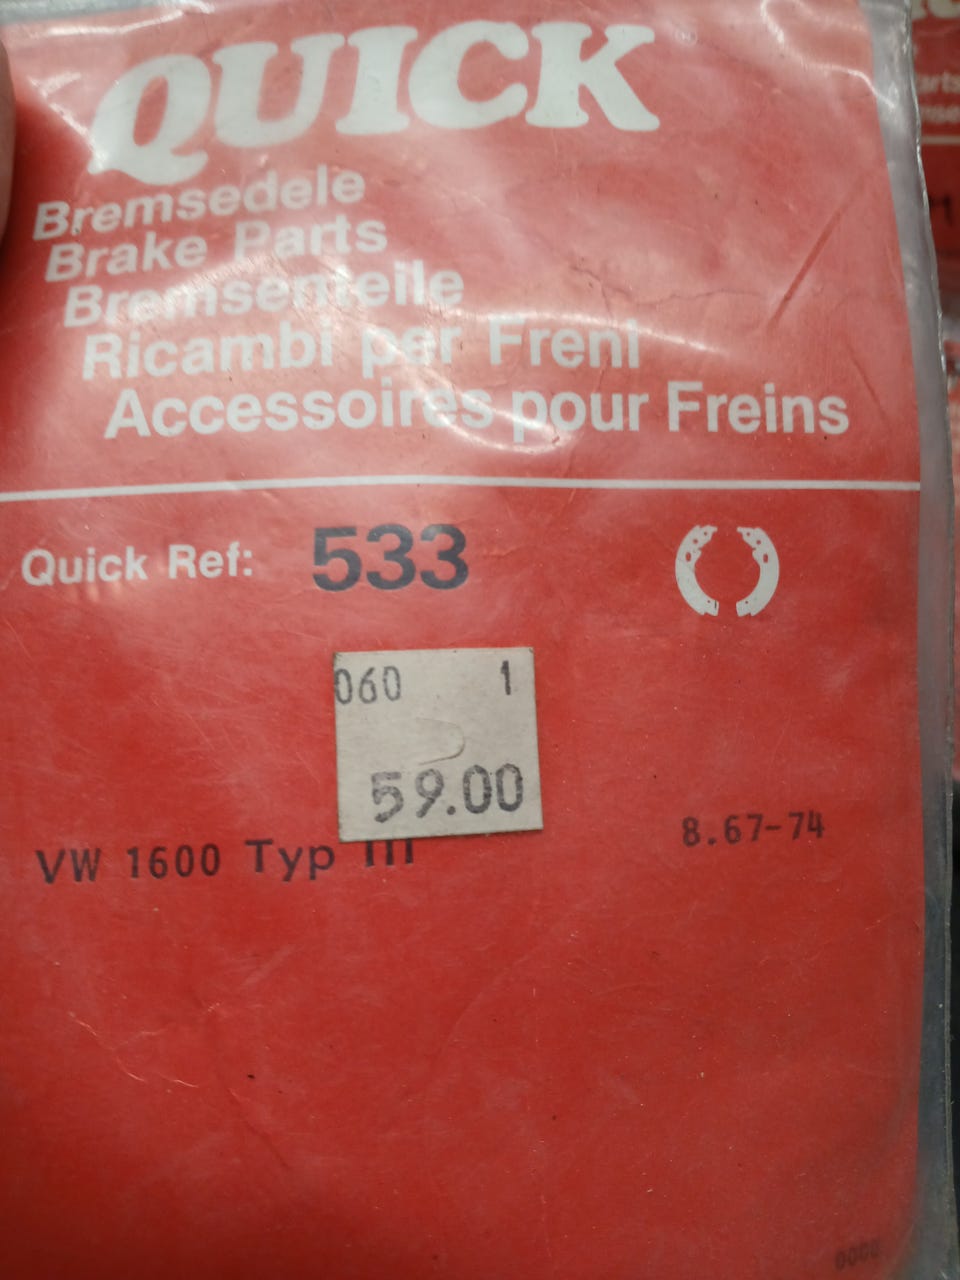 QUICK
Bremsedele
Brake Parts
Bremsenteile
Ricambi per Freni
Accessoires pour Freins
Quick Ref: 533
060 1
59.00
VW 1600 Typ III 8.67-74